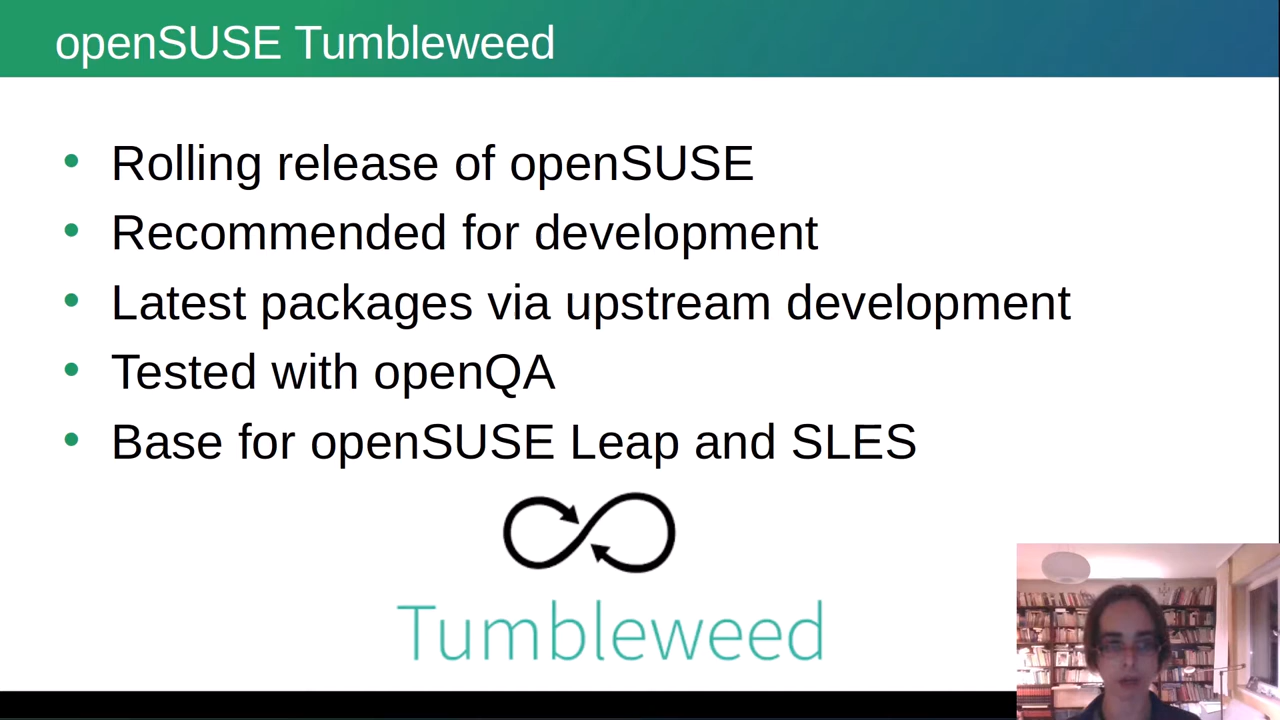 openSUSE Tumbleweed
Rolling release of openSUSE
Recommended for development
Latest packages via upstream development
Tested with openQA
Base for openSUSE Leap and SLES
Tumbleweed